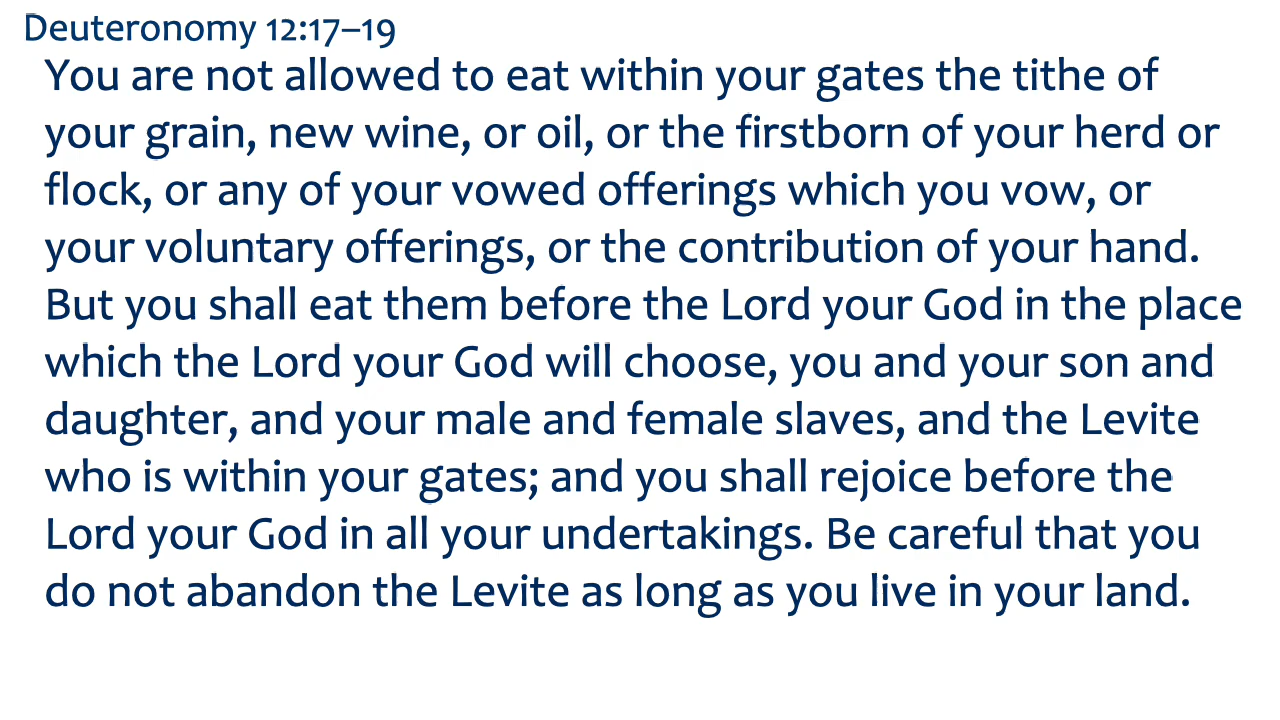 Deuteronomy 12:17–19
You are not allowed to eat within your gates the tithe of
your grain, new wine, or oil, or the firstborn of your herd or
flock, or any of your vowed offerings which you vow, or
your voluntary offerings, or the contribution of your hand.
But you shall eat them before the Lord your God in the place
which the Lord your God will choose, you and your son and
daughter, and your male and female slaves, and the Levite
who is within your gates; and you shall rejoice before the
Lord your God in all your undertakings. Be careful that you
do not abandon the Levite as long as you live in your land.